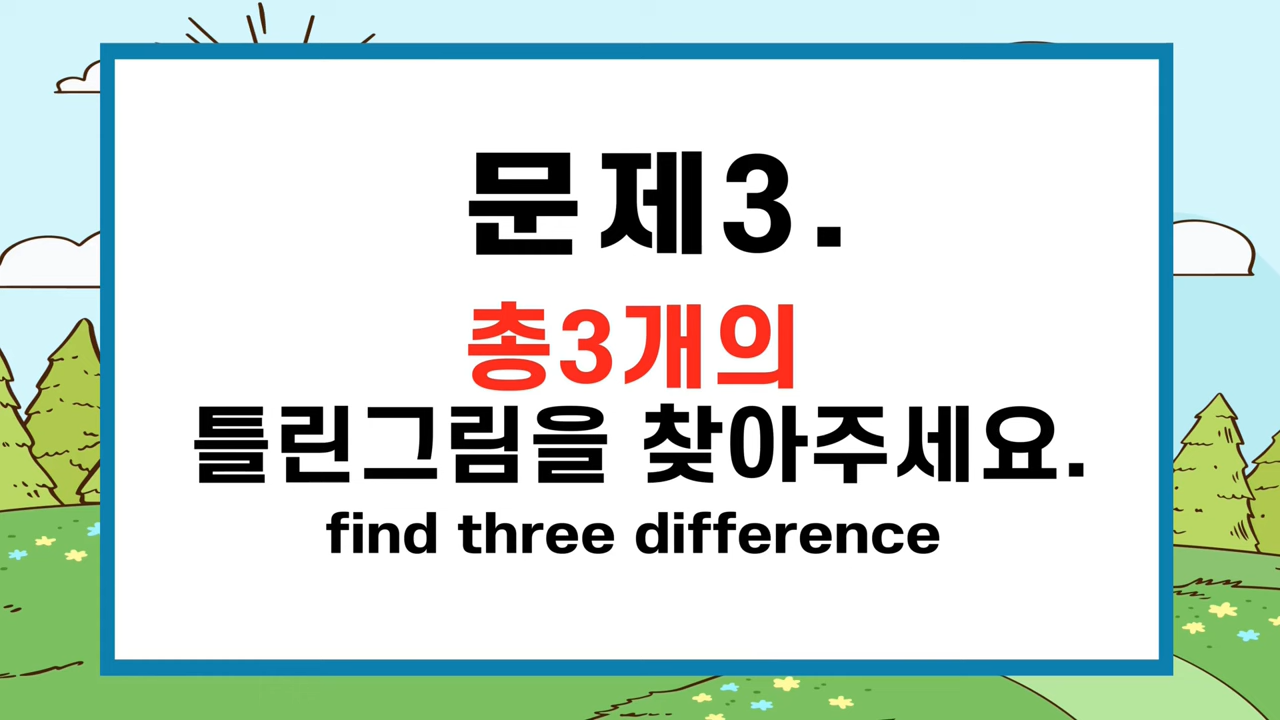 문제3.
총3개의
틀린그림을 찾아주세요.
find three difference